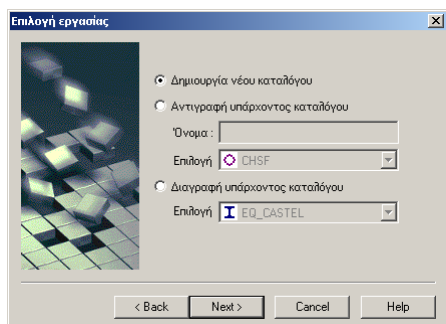 Επιλογή εργασίας
Δημιουργία νέου καταλόγου
Αντιγραφή υπάρχοντος καταλόγου
Όνομα :
Επιλογή CHSF
Διαγραφή υπάρχοντος καταλόγου
Επιλογή EQ_CASTEL
< Back Next > Cancel Help